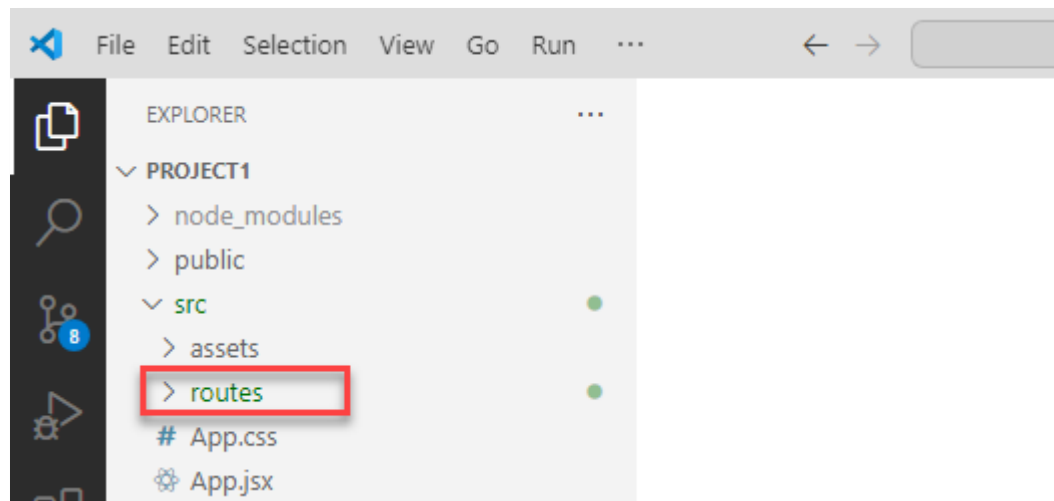 File Edit Selection View Go Run ...
EXPLORER ...
PROJECT1
node_modules
public
src
8
assets
routes
# App.css
App.jsx